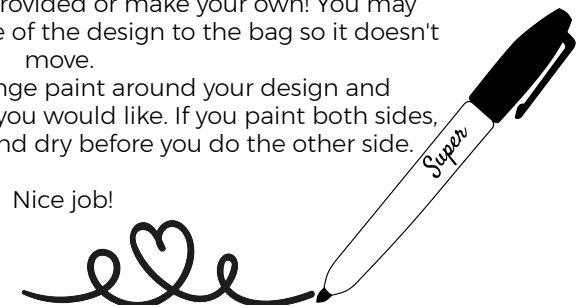 rovided or make your own! You may
e of the design to the bag so it doesn't
move.
nge paint around your design and
you would like. If you paint both sides,
nd dry before you do the other side.
Nice job!
Super